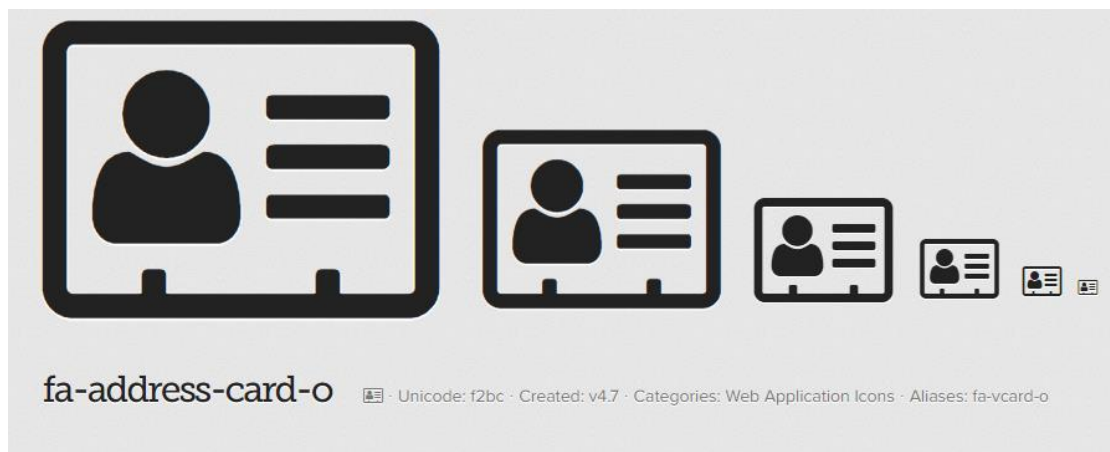 fa-address-card-o · Unicode: f2bc · Created: v4.7 · Categories: Web Application Icons · Aliases: fa-vcard-o